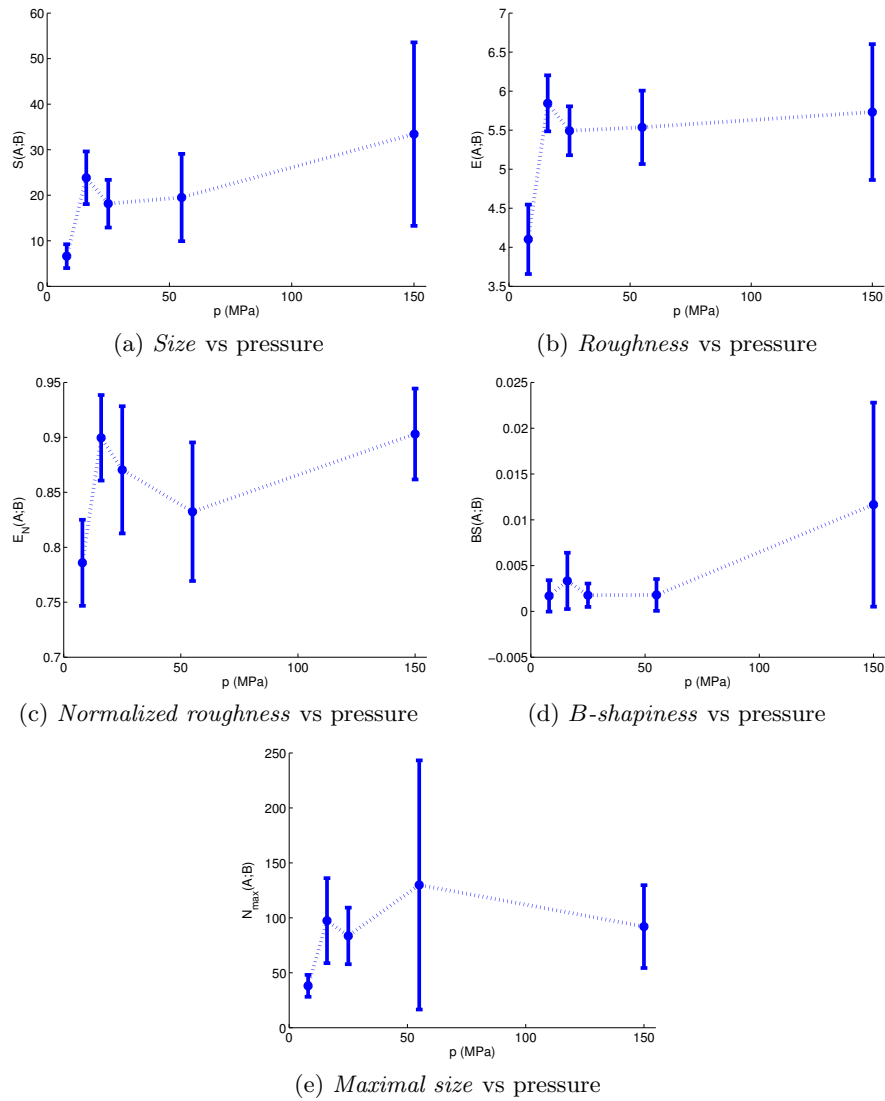 60
50
40
30
20
10
0
S(A;B)
0 50 100 150
p (MPa)
(a) Size vs pressure
7
6.5
6
5.5
5
4.5
4
3.5
E(A;B)
0 50 100 150
p (MPa)
(b) Roughness vs pressure
0.95
0.9
0.85
0.8
0.75
0.7
E_N(A;B)
0 50 100 150
p (MPa)
(c) Normalized roughness vs pressure
0.025
0.02
0.015
0.01
0.005
0
−0.005
BS(A;B)
0 50 100 150
p (MPa)
(d) B-shapiness vs pressure
250
200
150
100
50
0
N_max(A;B)
0 50 100 150
p (MPa)
(e) Maximal size vs pressure